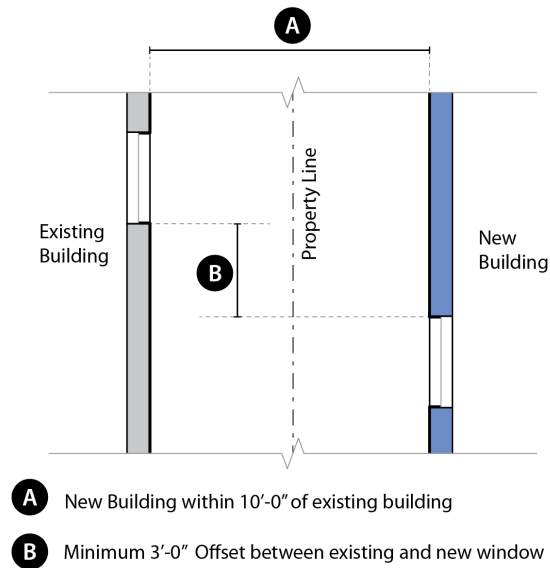 A
Property Line
Existing
Building
New
Building
B
A New Building within 10'-0" of existing building
B Minimum 3'-0" Offset between existing and new window